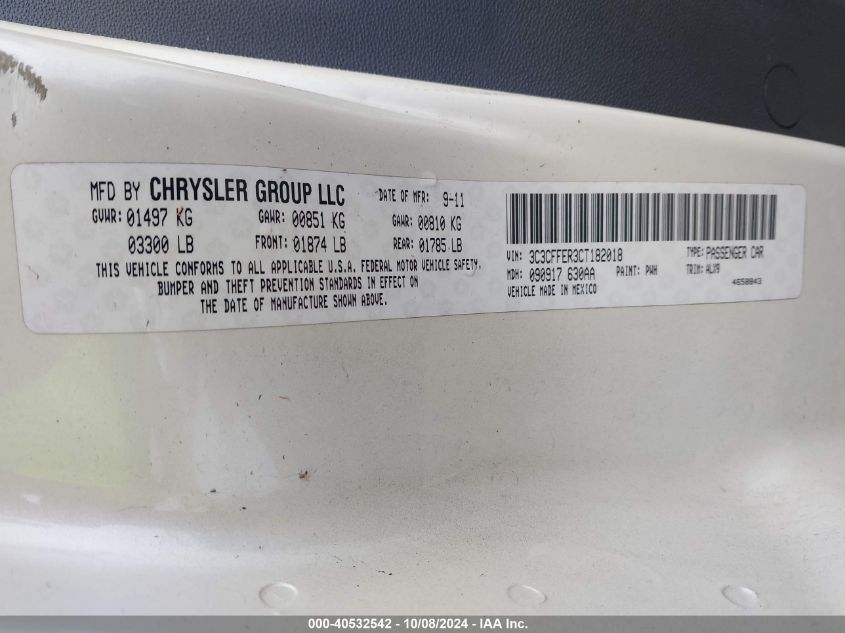 MFD BY CHRYSLER GROUP LLC DATE OF MFR: 9-11
GVWR: 01497 KG GAWR: 00851 KG GAWR: 00810 KG
03300 LB FRONT: 01874 LB REAR: 01785 LB
THIS VEHICLE CONFORMS TO ALL APPLICABLE U.S.A. FEDERAL MOTOR VEHICLE SAFETY,
BUMPER AND THEFT PREVENTION STANDARDS IN EFFECT ON
THE DATE OF MANUFACTURE SHOWN ABOVE.
VIN: 3C3CFFER3CT182018 TYPE: PASSENGER CAR
MDH: 090917 630AA PAINT: PWH TRIM: ALX9
VEHICLE MADE IN MEXICO 4658843
000-40532542 - 10/08/2024 - IAA Inc.